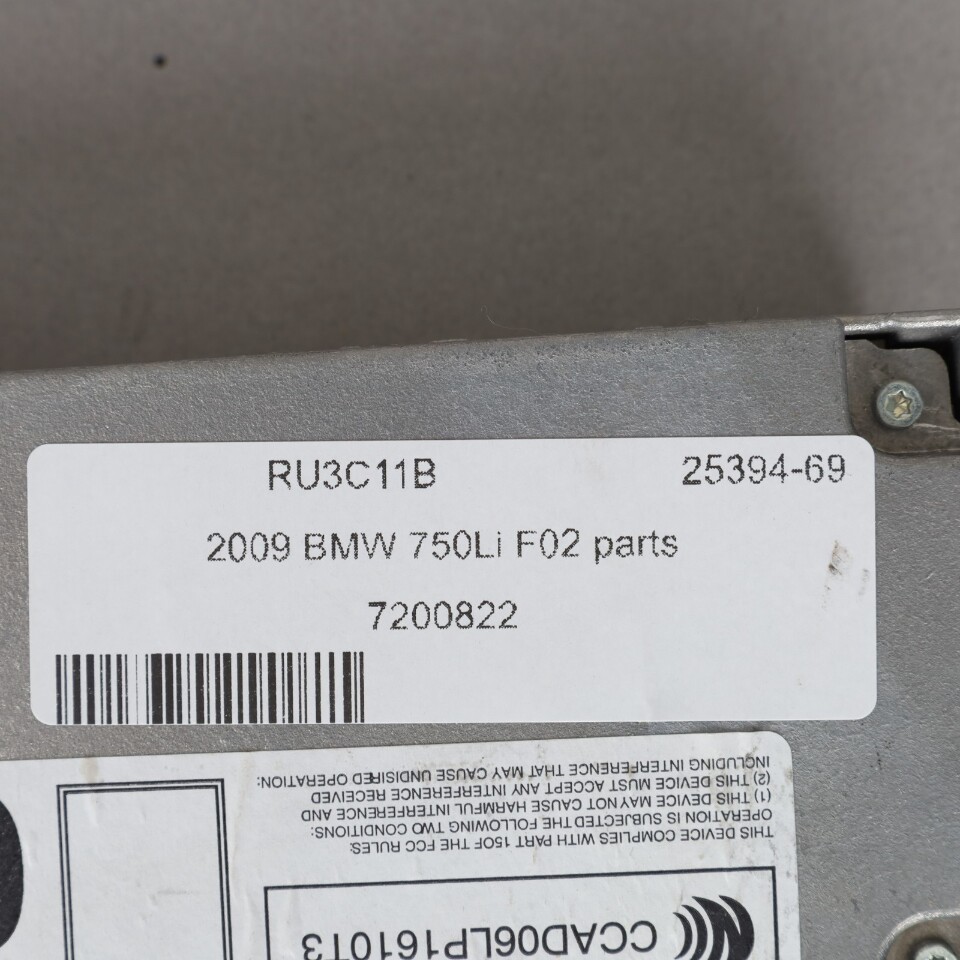 RU3C11B 25394-69
2009 BMW 750Li F02 parts
7200822
THIS DEVICE COMPLIES WITH PART 15OF THE FCC RULES:
OPERATION IS SUBJECTED THE FOLLOWING TWO CONDITIONS:
(1) THIS DEVICE MAY NOT CAUSE HARMFUL INTERFERENCE AND
(2) THIS DEVICE MUST ACCEPT ANY INTERFERENCE RECEIVED
INCLUDING INTERFERENCE THAT MAY CAUSE UNDISIRED OPERATION:
CCAD06LP1610T3